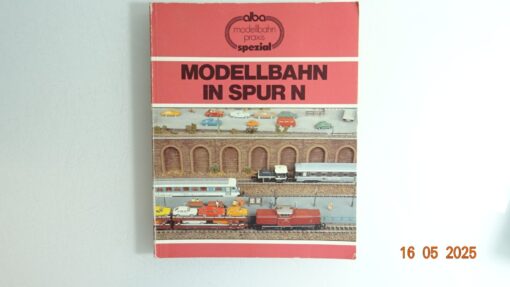 alba
modellbahn
praxis
spezial
MODELLBAHN
IN SPUR N
16 05 2025